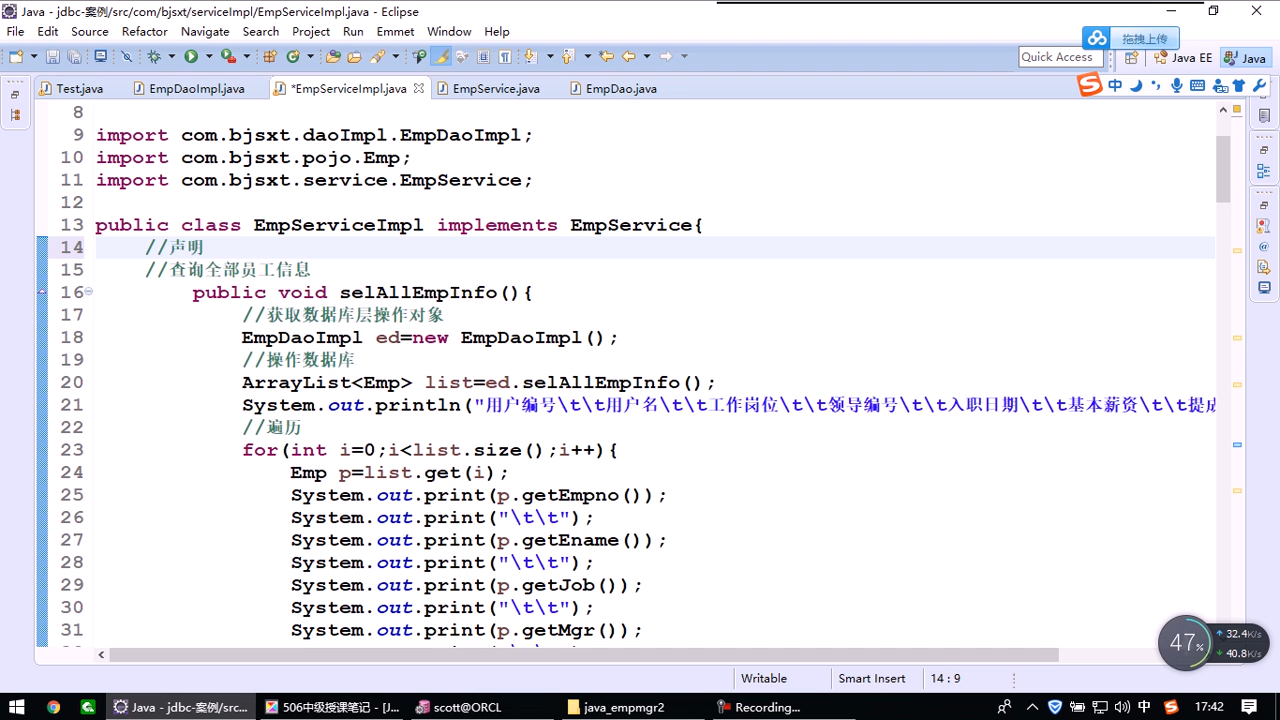 Java - jdbc-案例/src/com/bjsxt/serviceImpl/EmpServiceImpl.java - Eclipse
File Edit Source Refactor Navigate Search Project Run Emmet Window Help
拖拽上传
Quick Access
Java EE
Java
Test.java
EmpDaoImpl.java
*EmpServiceImpl.java
EmpService.java
EmpDao.java
中
8
9 import com.bjsxt.daoImpl.EmpDaoImpl;
10 import com.bjsxt.pojo.Emp;
11 import com.bjsxt.service.EmpService;
12
13 public class EmpServiceImpl implements EmpService{
14 //声明
15 //查询全部员工信息
16 public void selAllEmpInfo(){
17 //获取数据库层操作对象
18 EmpDaoImpl ed=new EmpDaoImpl();
19 //操作数据库
20 ArrayList<Emp> list=ed.selAllEmpInfo();
21 System.out.println("用户编号\t\t用户名\t\t工作岗位\t\t领导编号\t\t入职日期\t\t基本薪资\t\t提成
22 //遍历
23 for(int i=0;i<list.size();i++){
24 Emp p=list.get(i);
25 System.out.print(p.getEmpno());
26 System.out.print("\t\t");
27 System.out.print(p.getEname());
28 System.out.print("\t\t");
29 System.out.print(p.getJob());
30 System.out.print("\t\t");
31 System.out.print(p.getMgr());
47%
32.4K/s
40.8K/s
Writable
Smart Insert
14 : 9
Java - jdbc-案例/src...
506中级授课笔记 - [J...
scott@ORCL
java_empmgr2
Recording...
中
17:42